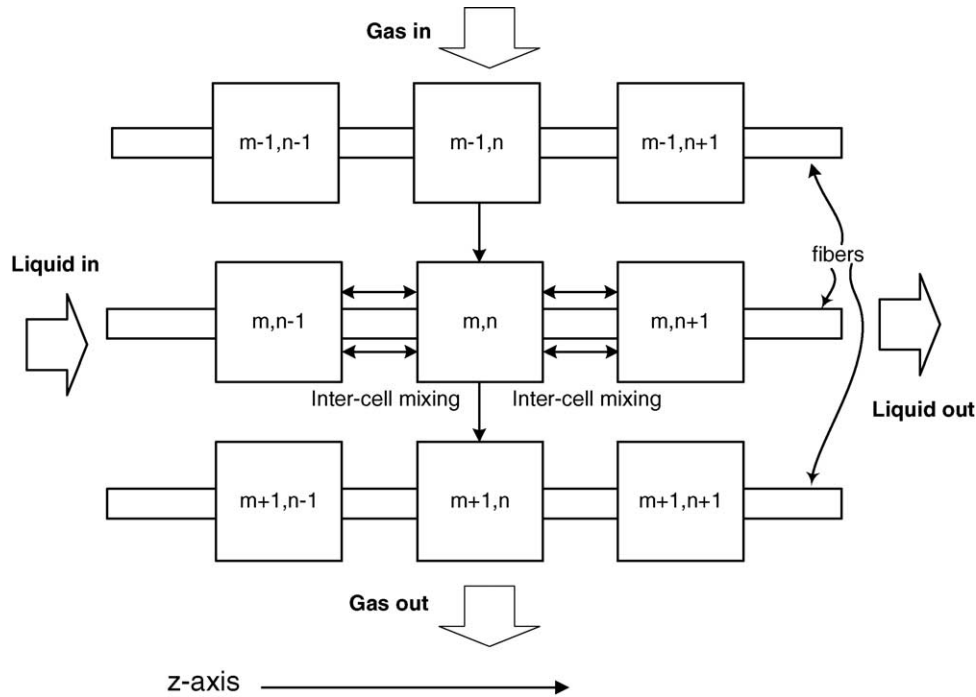 Gas in
m-1,n-1
m-1,n
m-1,n+1
Liquid in
fibers
m,n-1
m,n
m,n+1
Inter-cell mixing
Inter-cell mixing
Liquid out
m+1,n-1
m+1,n
m+1,n+1
Gas out
z-axis